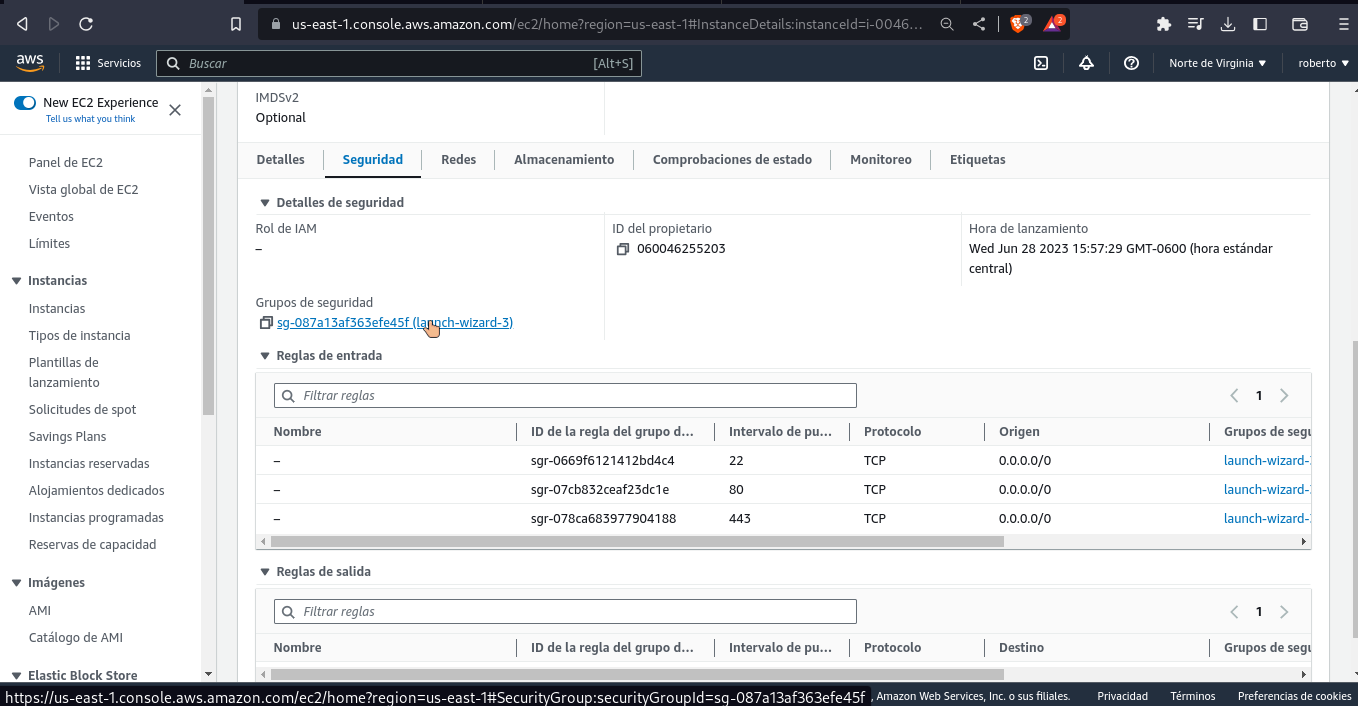 us-east-1.console.aws.amazon.com/ec2/home?region=us-east-1#InstanceDetails:instanceId=i-0046...
2
2
aws
Servicios
Buscar
[Alt+S]
Norte de Virginia
roberto
New EC2 Experience
Tell us what you think
Panel de EC2
Vista global de EC2
Eventos
Límites
Instancias
Instancias
Tipos de instancia
Plantillas de
lanzamiento
Solicitudes de spot
Savings Plans
Instancias reservadas
Alojamientos dedicados
Instancias programadas
Reservas de capacidad
Imágenes
AMI
Catálogo de AMI
Elastic Block Store
IMDSv2
Optional
Detalles
Seguridad
Redes
Almacenamiento
Comprobaciones de estado
Monitoreo
Etiquetas
Detalles de seguridad
Rol de IAM
–
ID del propietario
060046255203
Hora de lanzamiento
Wed Jun 28 2023 15:57:29 GMT-0600 (hora estándar
central)
Grupos de seguridad
sg-087a13af363efe45f (launch-wizard-3)
Reglas de entrada
Filtrar reglas
1
Nombre ID de la regla del grupo d... Intervalo de pu... Protocolo Origen Grupos de segu
– sgr-0669f6121412bd4c4 22 TCP 0.0.0.0/0 launch-wizard-
– sgr-07cb832ceaf23dc1e 80 TCP 0.0.0.0/0 launch-wizard-
– sgr-078ca683977904188 443 TCP 0.0.0.0/0 launch-wizard-
Reglas de salida
Filtrar reglas
1
Nombre ID de la regla del grupo d... Intervalo de pu... Protocolo Destino Grupos de segu
https://us-east-1.console.aws.amazon.com/ec2/home?region=us-east-1#SecurityGroup:securityGroupId=sg-087a13af363efe45f
, Amazon Web Services, Inc. o sus filiales.
Privacidad
Términos
Preferencias de cookies